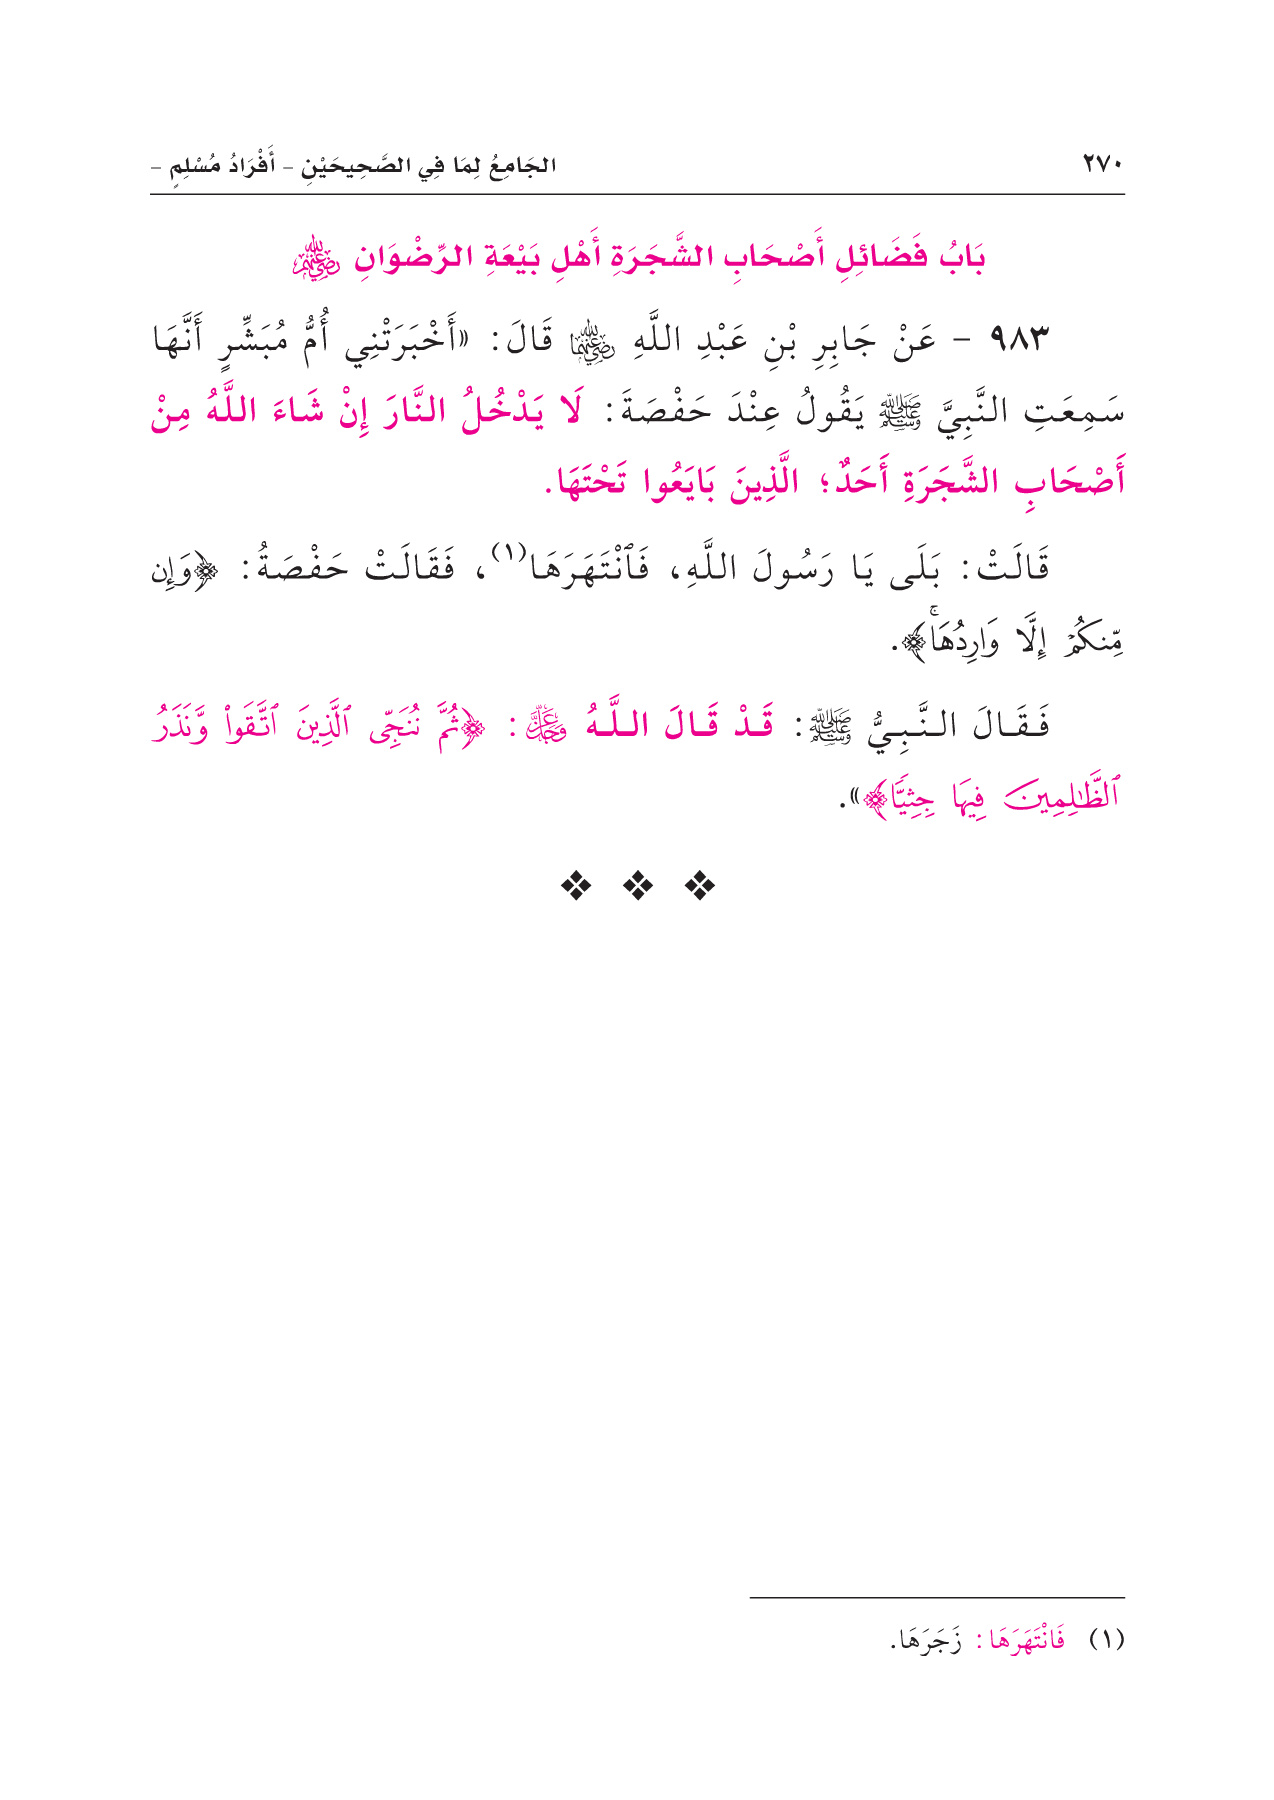 ٢٧٠ الجَامِعُ لِمَا فِي الصَّحِيحَيْنِ – أَفْرَادُ مُسْلِمٍ –
بَابُ فَضَائِلِ أَصْحَابِ الشَّجَرَةِ أَهْلِ بَيْعَةِ الرِّضْوَانِ رضي الله عنهم
٩٨٣ – عَنْ جَابِرِ بْنِ عَبْدِ اللَّهِ رضي الله عنهما قَالَ: «أَخْبَرَتْنِي أُمُّ مُبَشِّرٍ أَنَّهَا
سَمِعَتِ النَّبِيَّ ﷺ يَقُولُ عِنْدَ حَفْصَةَ: لَا يَدْخُلُ النَّارَ إِنْ شَاءَ اللَّهُ مِنْ
أَصْحَابِ الشَّجَرَةِ أَحَدٌ؛ الَّذِينَ بَايَعُوا تَحْتَهَا.
قَالَتْ: بَلَى يَا رَسُولَ اللَّهِ، فَٱنْتَهَرَهَا(١)، فَقَالَتْ حَفْصَةُ: ﴿وَإِن
مِّنكُمْ إِلَّا وَارِدُهَاۚ﴾.
فَقَالَ النَّبِيُّ ﷺ: قَدْ قَالَ اللَّهُ عز وجل: ﴿ثُمَّ نُنَجِّى ٱلَّذِينَ ٱتَّقَوا۟ وَّنَذَرُ
ٱلظَّـٰلِمِينَ فِيهَا جِثِيًّا﴾».
(١) فَانْتَهَرَهَا: زَجَرَهَا.